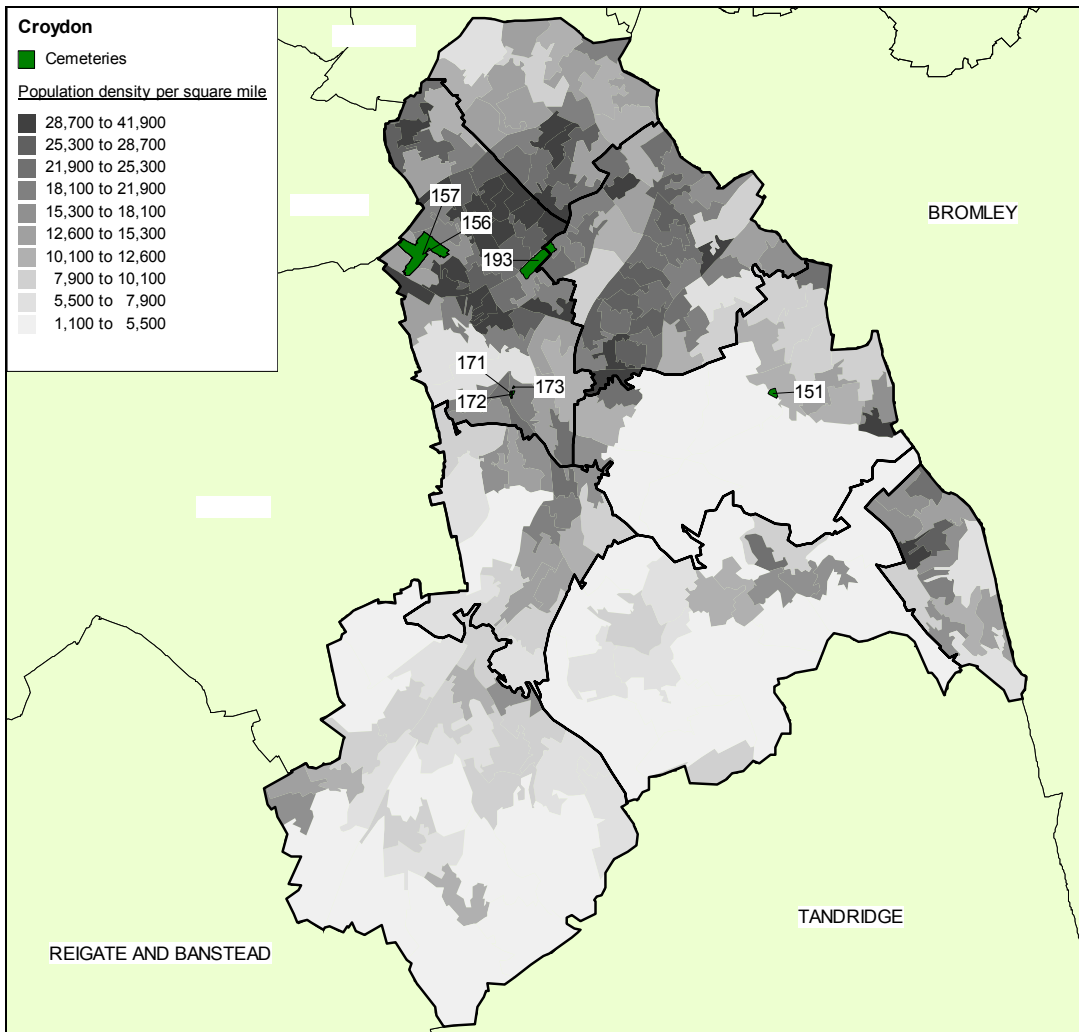 Croydon
Cemeteries
Population density per square mile
28,700 to 41,900
25,300 to 28,700
21,900 to 25,300
18,100 to 21,900
15,300 to 18,100
12,600 to 15,300
10,100 to 12,600
7,900 to 10,100
5,500 to 7,900
1,100 to 5,500
157
156
BROMLEY
193
171
173
172
151
TANDRIDGE
REIGATE AND BANSTEAD